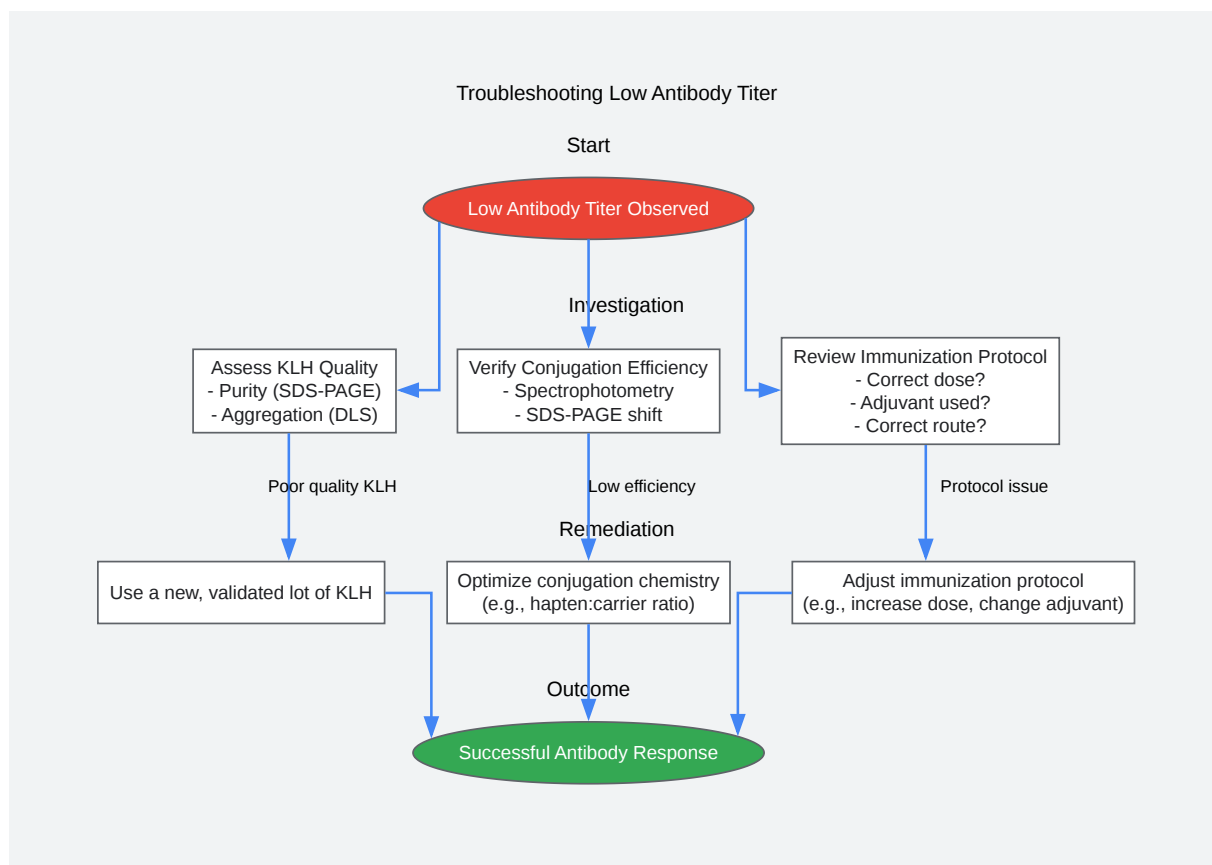 Troubleshooting Low Antibody Titer
Start
Low Antibody Titer Observed
Investigation
Assess KLH Quality
- Purity (SDS-PAGE)
- Aggregation (DLS)
Verify Conjugation Efficiency
- Spectrophotometry
- SDS-PAGE shift
Review Immunization Protocol
- Correct dose?
- Adjuvant used?
- Correct route?
Poor quality KLH
Low efficiency
Protocol issue
Remediation
Use a new, validated lot of KLH
Optimize conjugation chemistry
(e.g., hapten:carrier ratio)
Adjust immunization protocol
(e.g., increase dose, change adjuvant)
Outcome
Successful Antibody Response